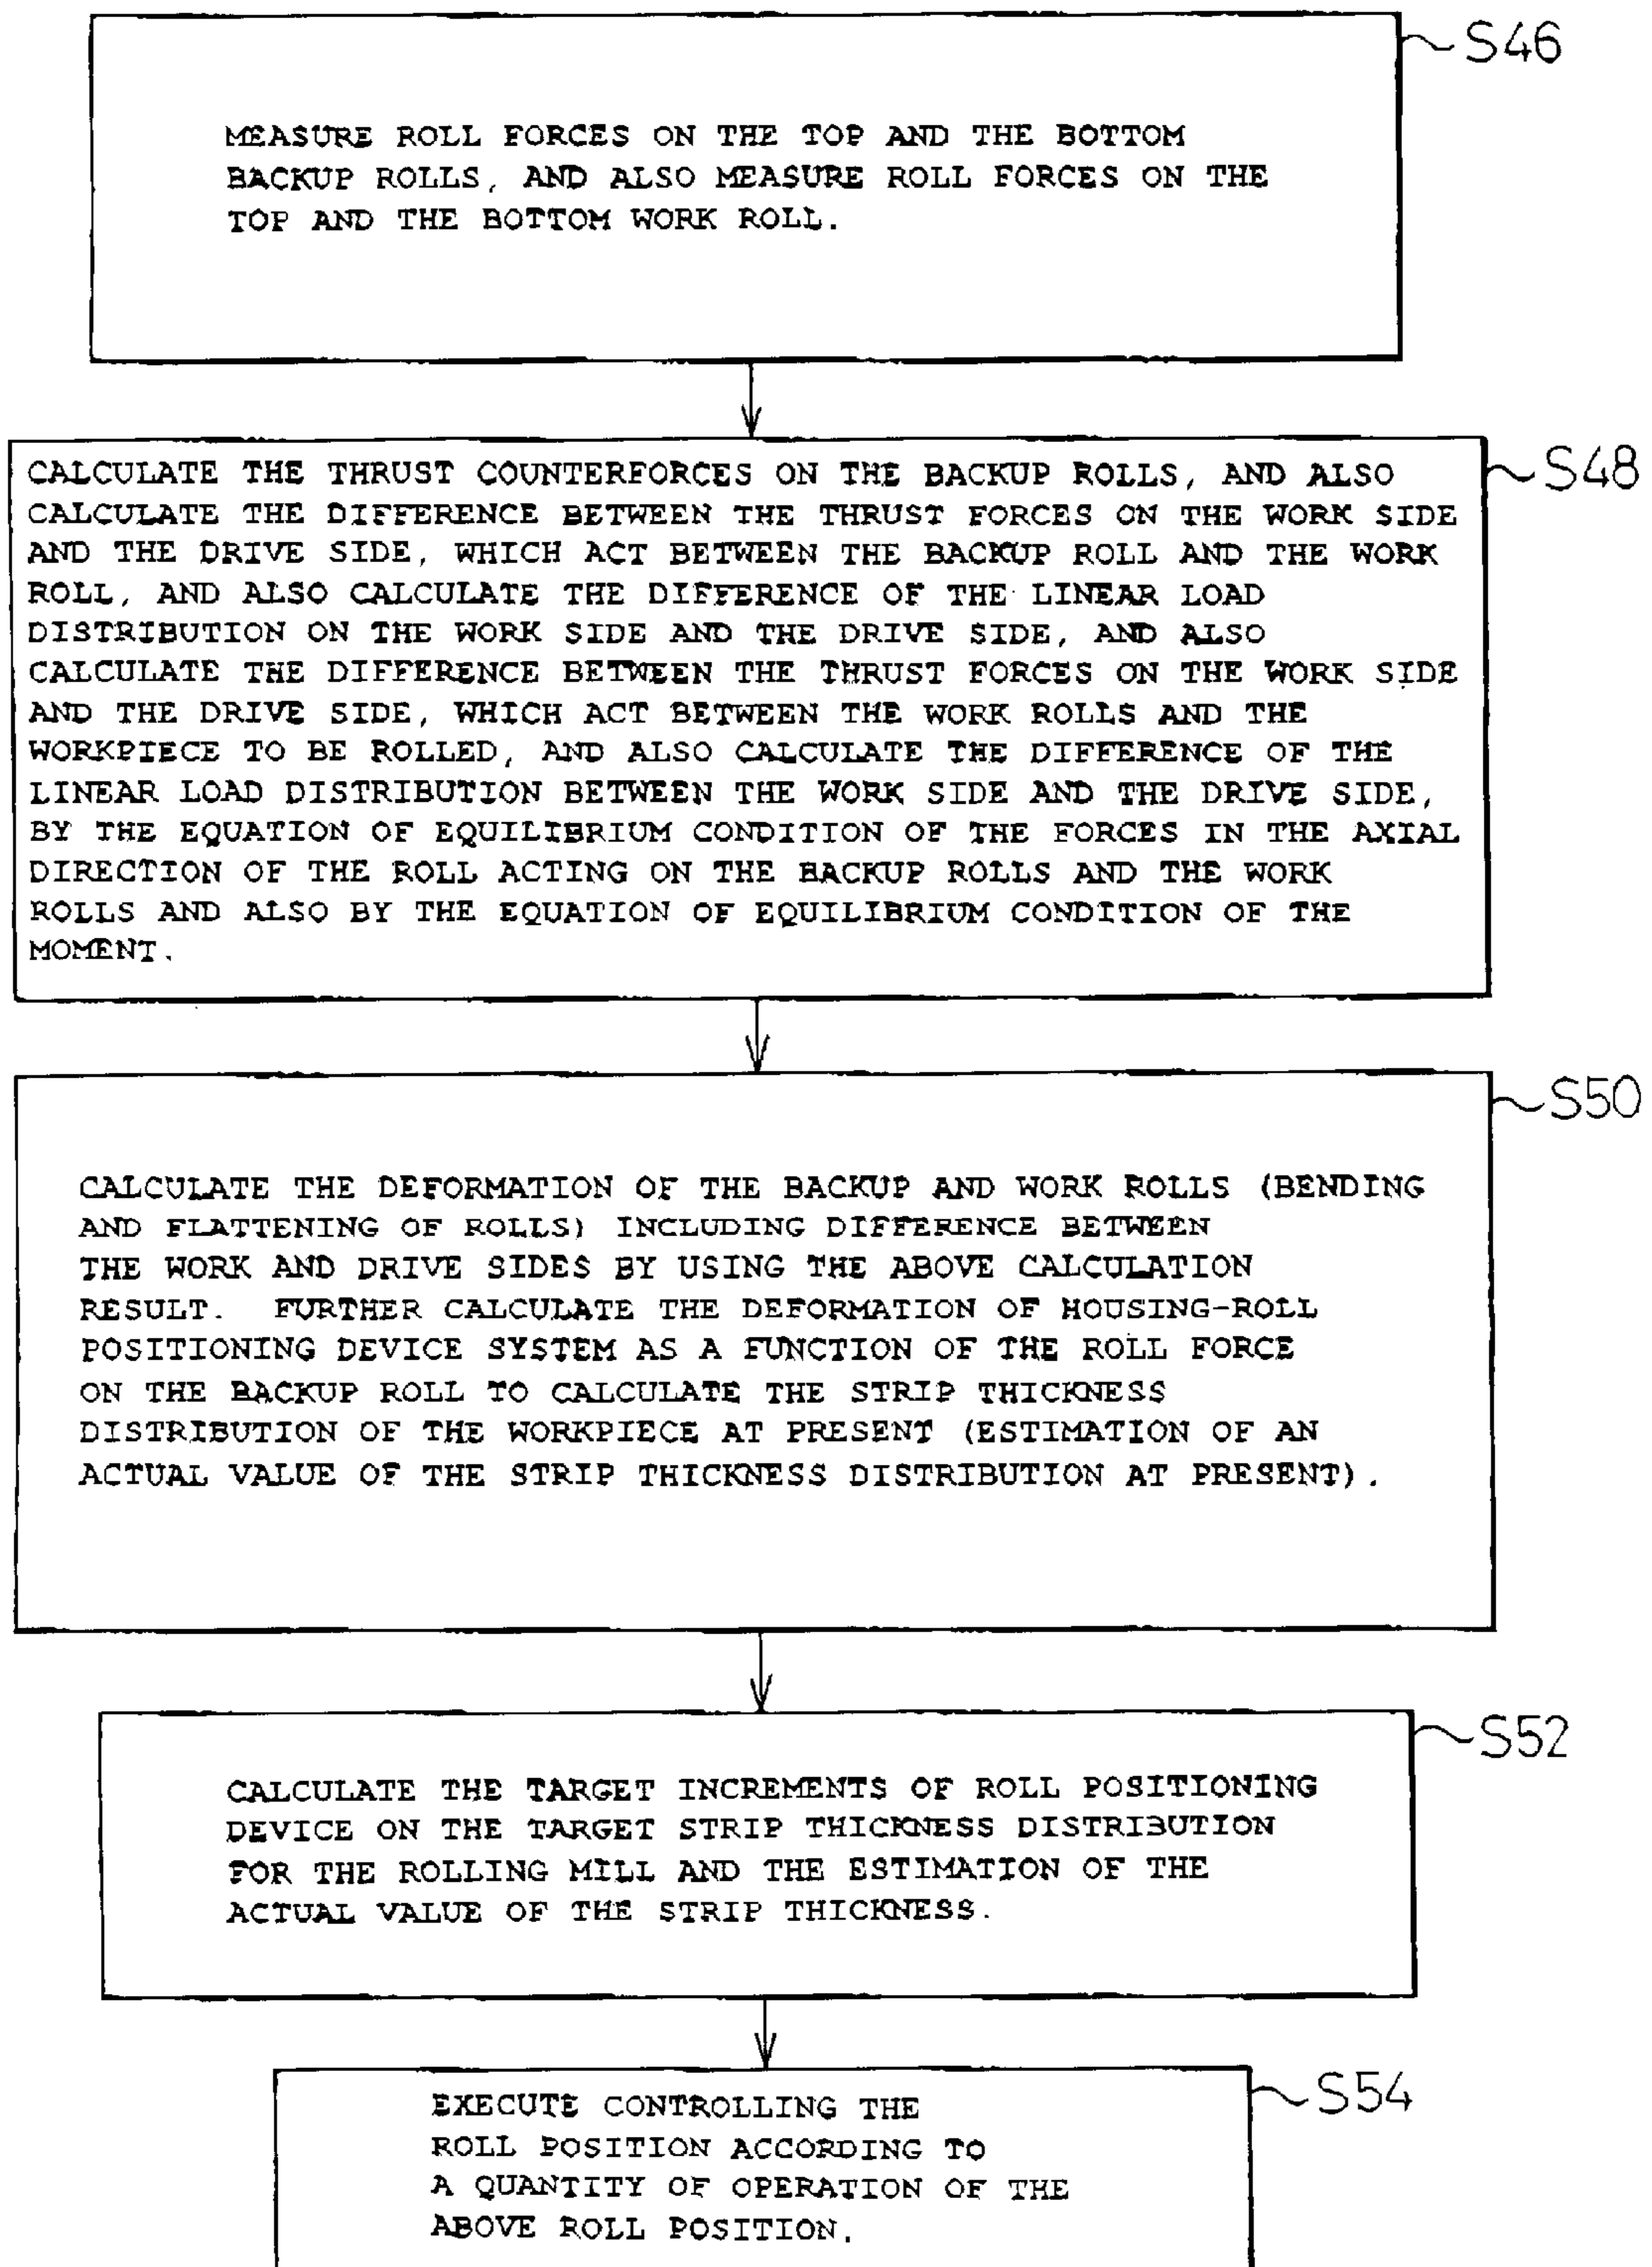 S46
MEASURE ROLL FORCES ON THE TOP AND THE BOTTOM
BACKUP ROLLS, AND ALSO MEASURE ROLL FORCES ON THE
TOP AND THE BOTTOM WORK ROLL.
S48
CALCULATE THE THRUST COUNTERFORCES ON THE BACKUP ROLLS, AND ALSO
CALCULATE THE DIFFERENCE BETWEEN THE THRUST FORCES ON THE WORK SIDE
AND THE DRIVE SIDE, WHICH ACT BETWEEN THE BACKUP ROLL AND THE WORK
ROLL, AND ALSO CALCULATE THE DIFFERENCE OF THE LINEAR LOAD
DISTRIBUTION ON THE WORK SIDE AND THE DRIVE SIDE, AND ALSO
CALCULATE THE DIFFERENCE BETWEEN THE THRUST FORCES ON THE WORK SIDE
AND THE DRIVE SIDE, WHICH ACT BETWEEN THE WORK ROLLS AND THE
WORKPIECE TO BE ROLLED, AND ALSO CALCULATE THE DIFFERENCE OF THE
LINEAR LOAD DISTRIBUTION BETWEEN THE WORK SIDE AND THE DRIVE SIDE,
BY THE EQUATION OF EQUILIBRIUM CONDITION OF THE FORCES IN THE AXIAL
DIRECTION OF THE ROLL ACTING ON THE BACKUP ROLLS AND THE WORK
ROLLS AND ALSO BY THE EQUATION OF EQUILIBRIUM CONDITION OF THE
MOMENT.
S50
CALCULATE THE DEFORMATION OF THE BACKUP AND WORK ROLLS (BENDING
AND FLATTENING OF ROLLS) INCLUDING DIFFERENCE BETWEEN
THE WORK AND DRIVE SIDES BY USING THE ABOVE CALCULATION
RESULT. FURTHER CALCULATE THE DEFORMATION OF HOUSING-ROLL
POSITIONING DEVICE SYSTEM AS A FUNCTION OF THE ROLL FORCE
ON THE BACKUP ROLL TO CALCULATE THE STRIP THICKNESS
DISTRIBUTION OF THE WORKPIECE AT PRESENT (ESTIMATION OF AN
ACTUAL VALUE OF THE STRIP THICKNESS DISTRIBUTION AT PRESENT).
S52
CALCULATE THE TARGET INCREMENTS OF ROLL POSITIONING
DEVICE ON THE TARGET STRIP THICKNESS DISTRIBUTION
FOR THE ROLLING MILL AND THE ESTIMATION OF THE
ACTUAL VALUE OF THE STRIP THICKNESS.
S54
EXECUTE CONTROLLING THE
ROLL POSITION ACCORDING TO
A QUANTITY OF OPERATION OF THE
ABOVE ROLL POSITION.